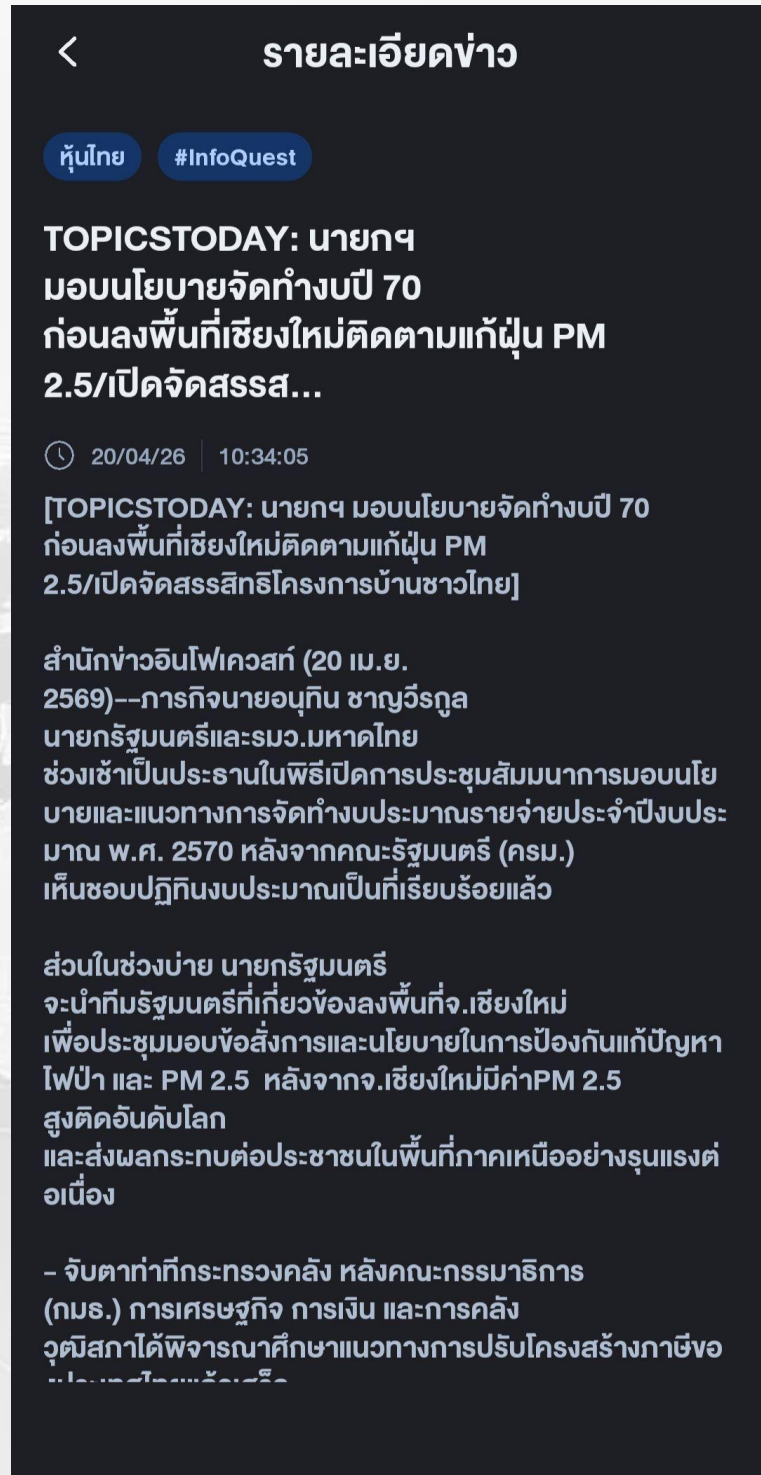 รายละเอียดข่าว
หุ้นไทย #InfoQuest
TOPICSTODAY: นายกฯ
มอบนโยบายจัดทำงบปี 70
ก่อนลงพื้นที่เชียงใหม่ติดตามแก้ฝุ่น PM
2.5/เปิดจัดสรรส...
20/04/26 10:34:05
[TOPICSTODAY: นายกฯ มอบนโยบายจัดทำงบปี 70
ก่อนลงพื้นที่เชียงใหม่ติดตามแก้ฝุ่น PM
2.5/เปิดจัดสรรสิทธิโครงการบ้านชาวไทย]
สำนักข่าวอินโฟเควสท์ (20 เม.ย.
2569)--ภารกิจนายอนุทิน ชาญวีรกูล
นายกรัฐมนตรีและรมว.มหาดไทย
ช่วงเช้าเป็นประธานในพิธีเปิดการประชุมสัมมนาการมอบนโย
บายและแนวทางการจัดทำงบประมาณรายจ่ายประจำปีงบประ
มาณ พ.ศ. 2570 หลังจากคณะรัฐมนตรี (ครม.)
เห็นชอบปฏิทินงบประมาณเป็นที่เรียบร้อยแล้ว
ส่วนในช่วงบ่าย นายกรัฐมนตรี
จะนำทีมรัฐมนตรีที่เกี่ยวข้องลงพื้นที่จ.เชียงใหม่
เพื่อประชุมมอบข้อสั่งการและนโยบายในการป้องกันแก้ปัญหา
ไฟป่า และ PM 2.5 หลังจากจ.เชียงใหม่มีค่าPM 2.5
สูงติดอันดับโลก
และส่งผลกระทบต่อประชาชนในพื้นที่ภาคเหนืออย่างรุนแรงต่
อเนื่อง
- จับตาท่าทีกระทรวงคลัง หลังคณะกรรมาธิการ
(กมธ.) การเศรษฐกิจ การเงิน และการคลัง
วุฒิสภาได้พิจารณาศึกษาแนวทางการปรับโครงสร้างภาษีขอ